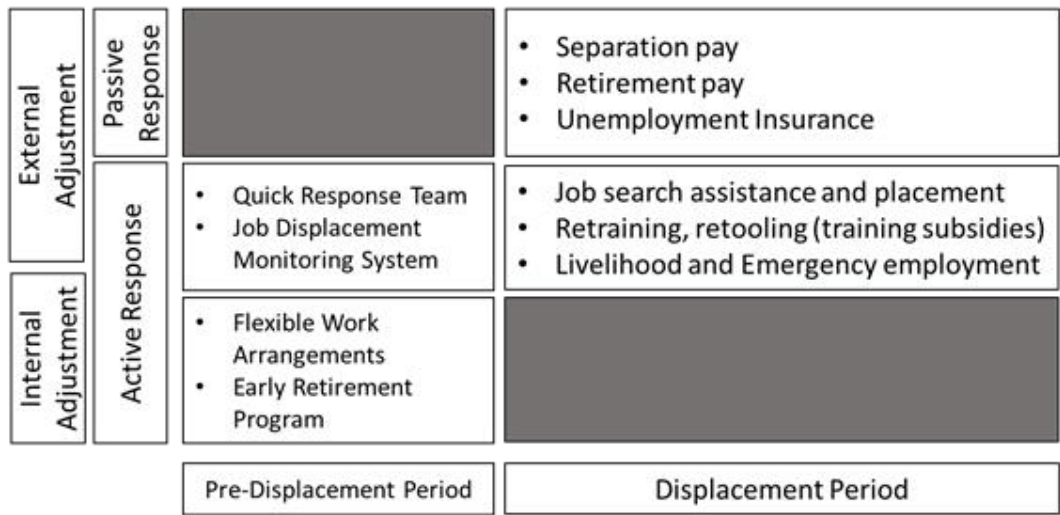 External
Adjustment
Passive
Response
• Separation pay
• Retirement pay
• Unemployment Insurance
Active Response
• Quick Response Team
• Job Displacement
Monitoring System
• Job search assistance and placement
• Retraining, retooling (training subsidies)
• Livelihood and Emergency employment
Internal
Adjustment
• Flexible Work
Arrangements
• Early Retirement
Program
Pre-Displacement Period
Displacement Period